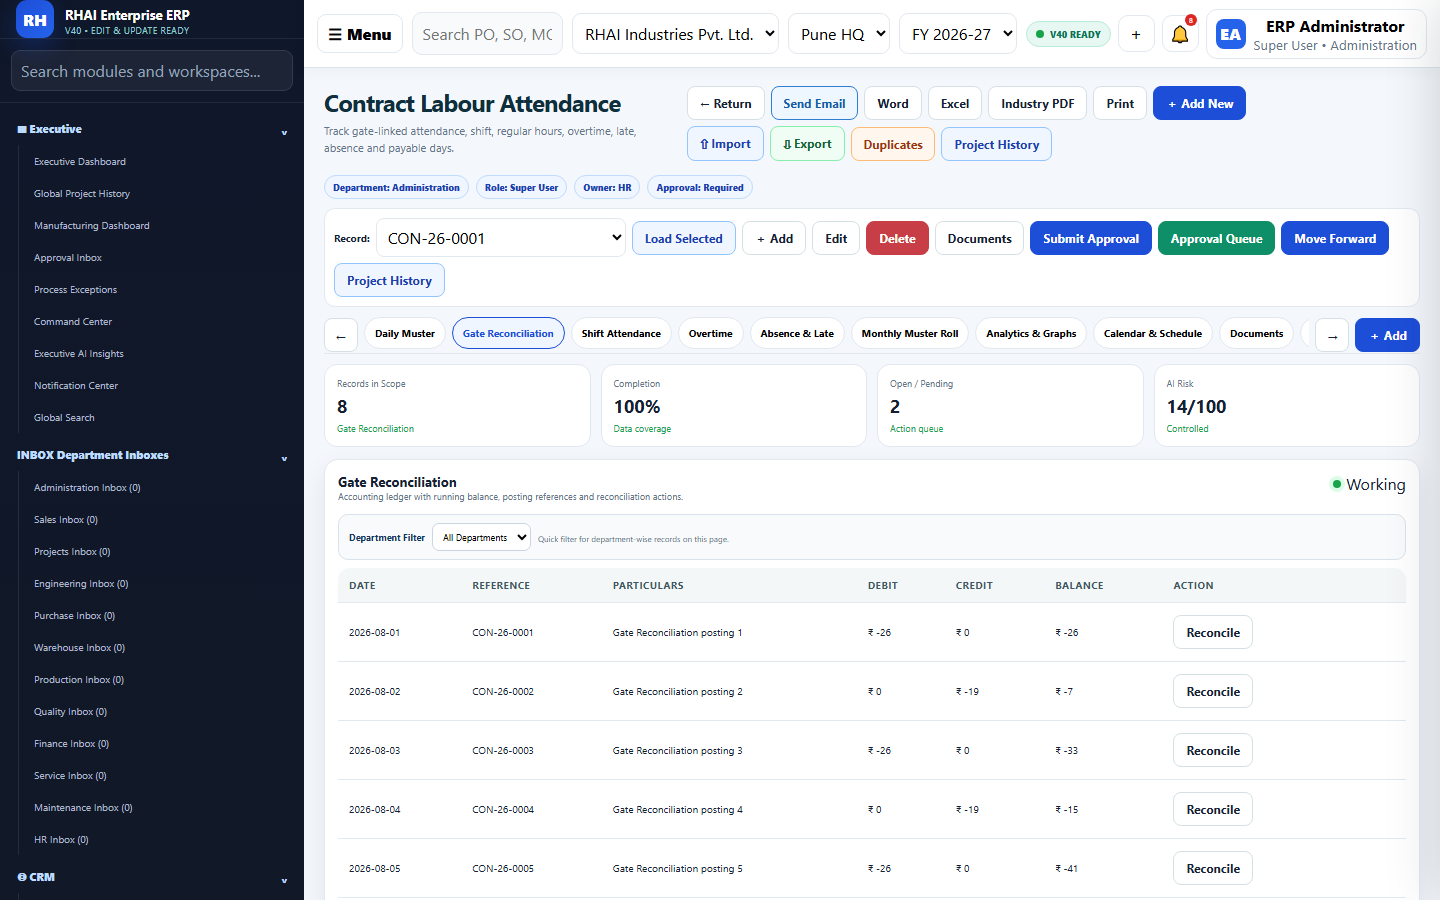 RH
RHAI Enterprise ERP
V40 • EDIT & UPDATE READY
Search modules and workspaces...
Executive
Executive Dashboard
Global Project History
Manufacturing Dashboard
Approval Inbox
Process Exceptions
Command Center
Executive AI Insights
Notification Center
Global Search
INBOX Department Inboxes
Administration Inbox (0)
Sales Inbox (0)
Projects Inbox (0)
Engineering Inbox (0)
Purchase Inbox (0)
Warehouse Inbox (0)
Production Inbox (0)
Quality Inbox (0)
Finance Inbox (0)
Service Inbox (0)
Maintenance Inbox (0)
HR Inbox (0)
CRM
☰ Menu
Search PO, SO, MO
RHAI Industries Pvt. Ltd.
Pune HQ
FY 2026-27
V40 READY
+
8
EA
ERP Administrator
Super User • Administration
Contract Labour Attendance
Track gate-linked attendance, shift, regular hours, overtime, late,
absence and payable days.
← Return
Send Email
Word
Excel
Industry PDF
Print
+ Add New
⇧ Import
⇩ Export
Duplicates
Project History
Department: Administration
Role: Super User
Owner: HR
Approval: Required
Record:
CON-26-0001
Load Selected
+ Add
Edit
Delete
Documents
Submit Approval
Approval Queue
Move Forward
Project History
←
Daily Muster
Gate Reconciliation
Shift Attendance
Overtime
Absence & Late
Monthly Muster Roll
Analytics & Graphs
Calendar & Schedule
Documents
→
+ Add
Records in Scope
8
Gate Reconciliation
Completion
100%
Data coverage
Open / Pending
2
Action queue
AI Risk
14/100
Controlled
Gate Reconciliation
Accounting ledger with running balance, posting references and reconciliation actions.
Working
Department Filter
All Departments
Quick filter for department-wise records on this page.
DATE REFERENCE PARTICULARS DEBIT CREDIT BALANCE ACTION
2026-08-01 CON-26-0001 Gate Reconciliation posting 1 ₹ -26 ₹ 0 ₹ -26 Reconcile
2026-08-02 CON-26-0002 Gate Reconciliation posting 2 ₹ 0 ₹ -19 ₹ -7 Reconcile
2026-08-03 CON-26-0003 Gate Reconciliation posting 3 ₹ -26 ₹ 0 ₹ -33 Reconcile
2026-08-04 CON-26-0004 Gate Reconciliation posting 4 ₹ 0 ₹ -19 ₹ -15 Reconcile
2026-08-05 CON-26-0005 Gate Reconciliation posting 5 ₹ -26 ₹ 0 ₹ -41 Reconcile